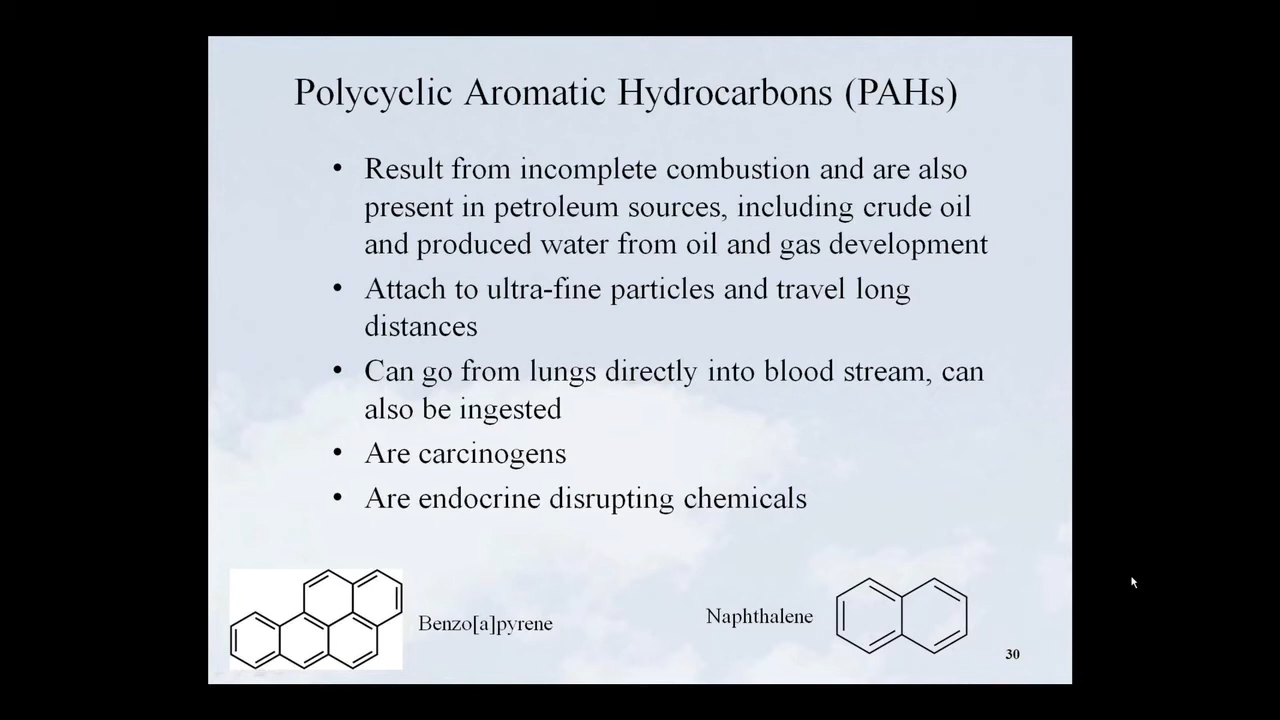 Polycyclic Aromatic Hydrocarbons (PAHs)
• Result from incomplete combustion and are also
present in petroleum sources, including crude oil
and produced water from oil and gas development
• Attach to ultra-fine particles and travel long
distances
• Can go from lungs directly into blood stream, can
also be ingested
• Are carcinogens
• Are endocrine disrupting chemicals
Benzo[a]pyrene
Naphthalene
30